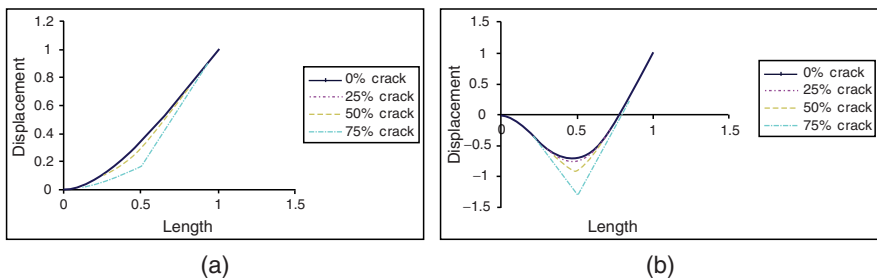 1.2
1
0.8
0.6
0.4
0.2
0
0 0.5 1 1.5
Displacement
Length
0% crack
25% crack
50% crack
75% crack
(a)
1.5
1
0.5
0
−0.5
−1
−1.5
0 0.5 1 1.5
Displacement
Length
0% crack
25% crack
50% crack
75% crack
(b)